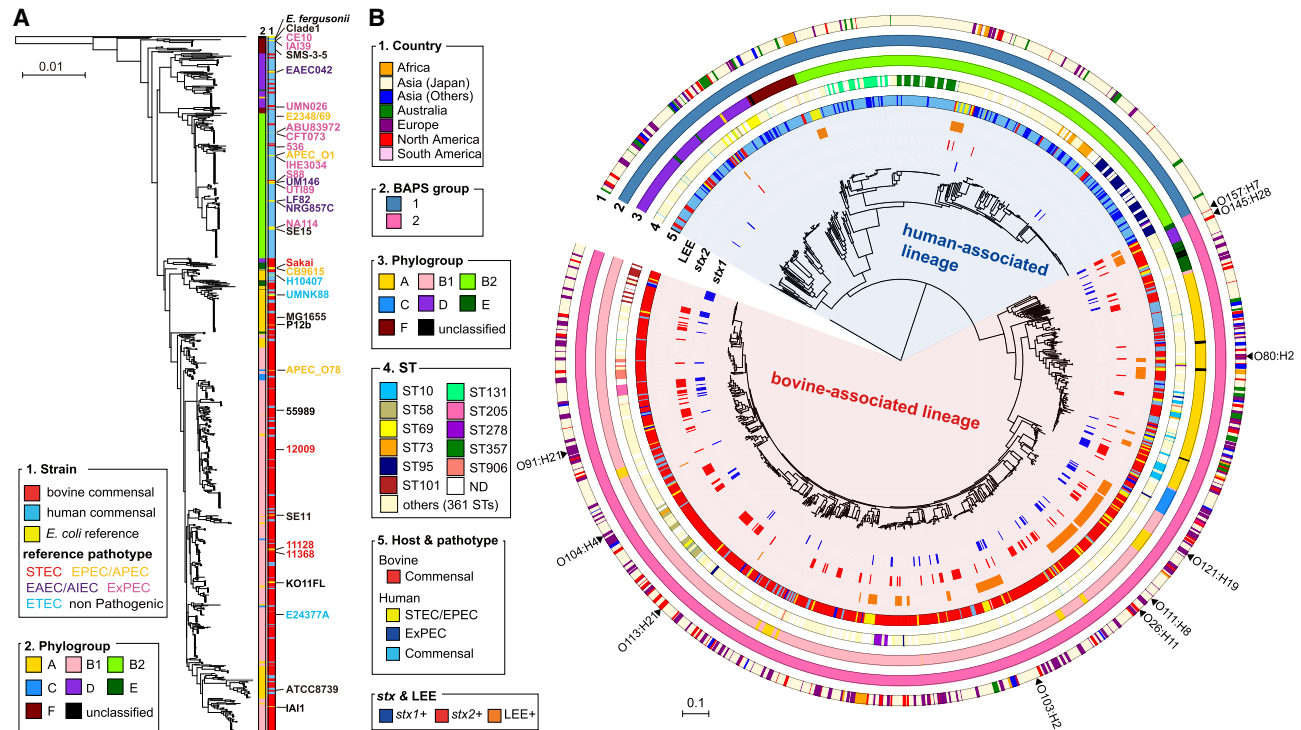 A
0.01
2 1
E. fergusonii
Clade1
CE10
IAI39
SMS-3-5
EAEC042
UMN026
E2348/69
ABU83972
CFT073
536
APEC_O1
IHE3034
S88
UM146
UTI89
LF82
NRG857C
NA114
SE15
Sakai
CB9615
H10407
UMNK88
MG1655
P12b
APEC_O78
55989
12009
SE11
11128
11368
KO11FL
E24377A
ATCC8739
IAI1
1. Strain
bovine commensal
human commensal
E. coli reference
reference pathotype
STEC EPEC/APEC
EAEC/AIEC ExPEC
ETEC non Pathogenic
2. Phylogroup
A B1 B2
C D E
F unclassified
B
1. Country
Africa
Asia (Japan)
Asia (Others)
Australia
Europe
North America
South America
2. BAPS group
1
2
3. Phylogroup
A B1 B2
C D E
F unclassified
4. ST
ST10 ST131
ST58 ST205
ST69 ST278
ST73 ST357
ST95 ST906
ST101 ND
others (361 STs)
5. Host & pathotype
Bovine
Commensal
Human
STEC/EPEC
ExPEC
Commensal
stx & LEE
stx1+ stx2+ LEE+
1
2
3
4
5
LEE
stx2
stx1
human-associated
lineage
bovine-associated lineage
O157:H7
O145:H28
O80:H2
O121:H19
O111:H8
O26:H11
O103:H2
O113:H21
O104:H4
O91:H21
0.1